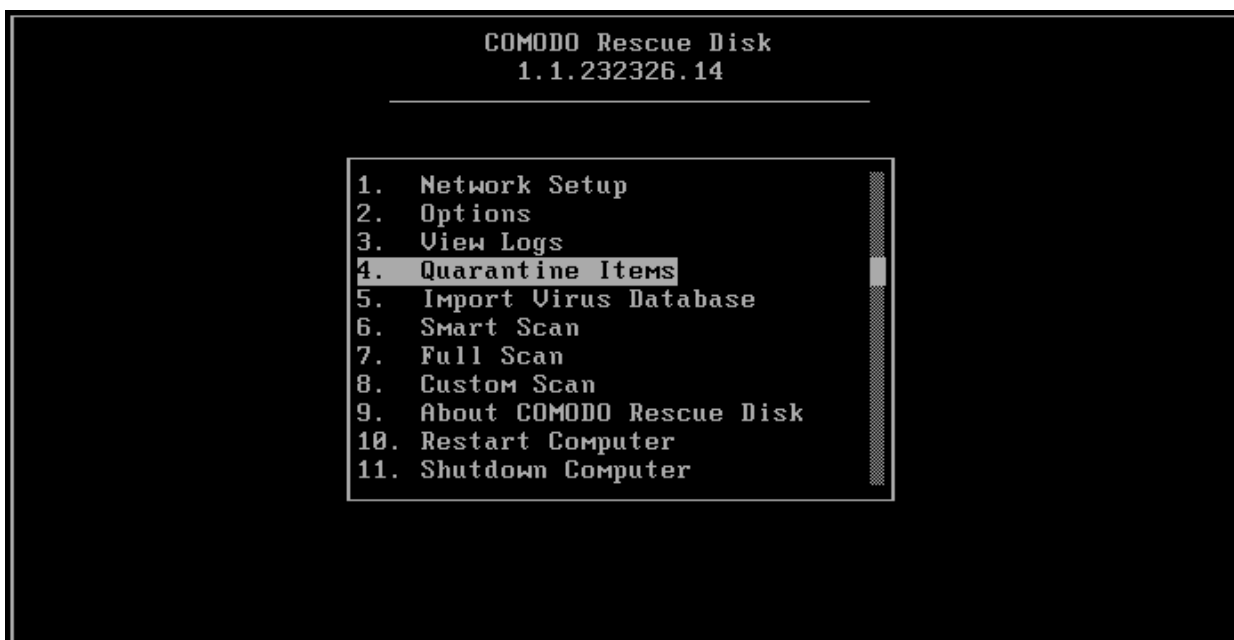 COMODO Rescue Disk
1.1.232326.14
1. Network Setup
2. Options
3. View Logs
4. Quarantine Items
5. Import Virus Database
6. Smart Scan
7. Full Scan
8. Custom Scan
9. About COMODO Rescue Disk
10. Restart Computer
11. Shutdown Computer